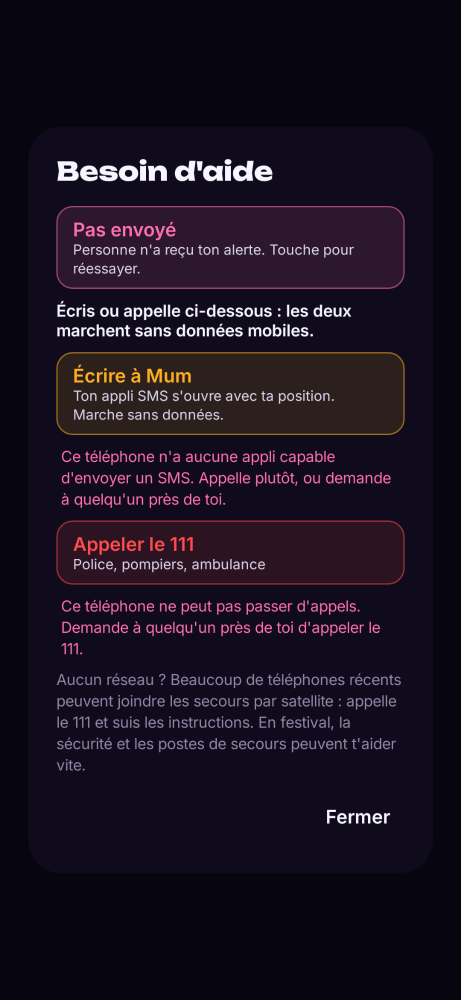 Besoin d'aide
Pas envoyé
Personne n'a reçu ton alerte. Touche pour
réessayer.
Écris ou appelle ci-dessous : les deux
marchent sans données mobiles.
Écrire à Mum
Ton appli SMS s'ouvre avec ta position.
Marche sans données.
Ce téléphone n'a aucune appli capable
d'envoyer un SMS. Appelle plutôt, ou demande
à quelqu'un près de toi.
Appeler le 111
Police, pompiers, ambulance
Ce téléphone ne peut pas passer d'appels.
Demande à quelqu'un près de toi d'appeler le
111.
Aucun réseau ? Beaucoup de téléphones récents
peuvent joindre les secours par satellite : appelle
le 111 et suis les instructions. En festival, la
sécurité et les postes de secours peuvent t'aider
vite.
Fermer